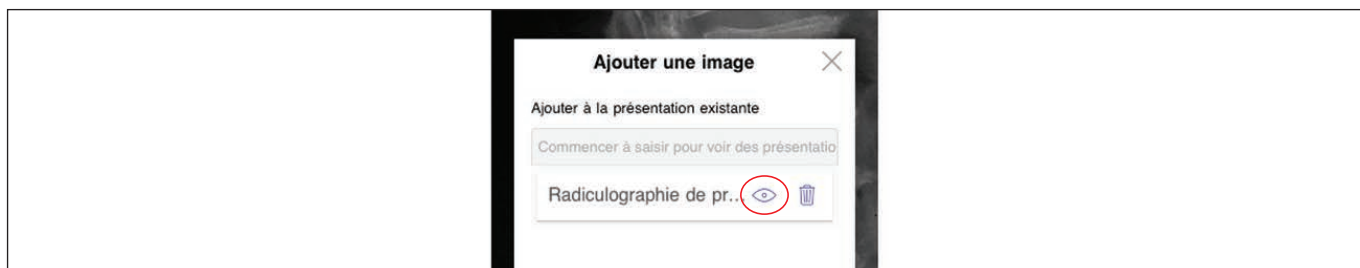 Ajouter une image
Ajouter à la présentation existante
Commencer à saisir pour voir des présentatio
Radiculographie de pr...